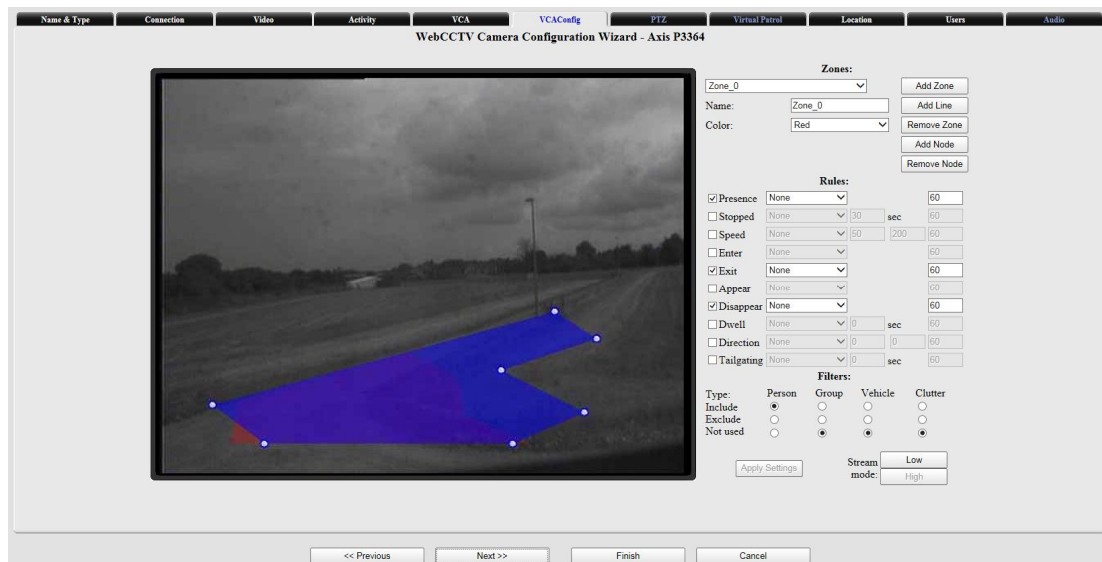 Name & Type Connection Video Activity VCA VCAConfig PTZ Virtual Patrol Location Users Audio
WebCCTV Camera Configuration Wizard - Axis P3364
Zones:
Zone_0 Add Zone
Name: Zone_0 Add Line
Color: Red Remove Zone
Add Node
Remove Node
Rules:
Presence None 60
Stopped None 30 sec 60
Speed None 50 200 60
Enter None 60
Exit None 60
Appear None 60
Disappear None 60
Dwell None 0 sec 60
Direction None 0 0 60
Tailgating None 0 sec 60
Filters:
Type: Person Group Vehicle Clutter
Include
Exclude
Not used
Apply Settings Stream mode: Low
High
<< Previous Next >> Finish Cancel